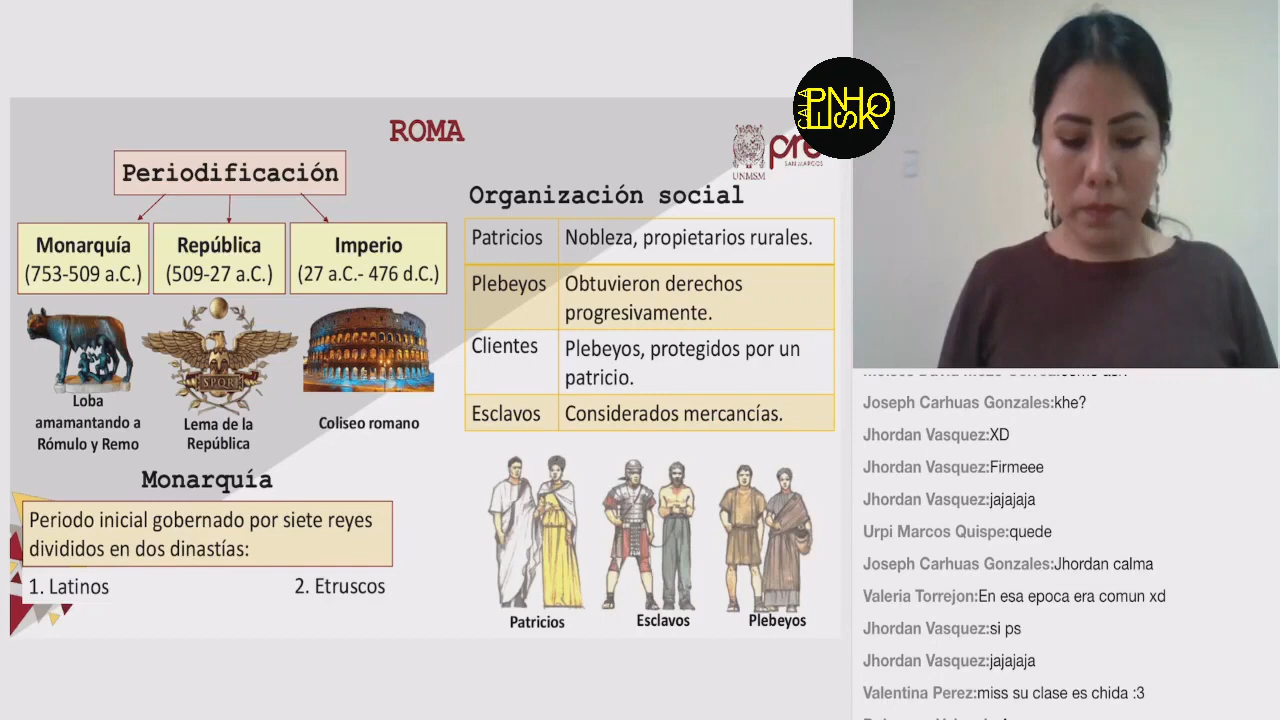 ROMA
Periodificación
Monarquía
(753-509 a.C.)
República
(509-27 a.C.)
Imperio
(27 a.C.- 476 d.C.)
SPQR
Loba
amamantando a
Rómulo y Remo
Lema de la
República
Coliseo romano
Monarquía
Periodo inicial gobernado por siete reyes
divididos en dos dinastías:
1. Latinos
2. Etruscos
UNMSM
SAN MARCOS
Organización social
Patricios Nobleza, propietarios rurales.
Plebeyos Obtuvieron derechos
progresivamente.
Clientes Plebeyos, protegidos por un
patricio.
Esclavos Considerados mercancías.
Patricios
Esclavos
Plebeyos
Joseph Carhuas Gonzales:khe?
Jhordan Vasquez:XD
Jhordan Vasquez:Firmeee
Jhordan Vasquez:jajajaja
Urpi Marcos Quispe:quede
Joseph Carhuas Gonzales:Jhordan calma
Valeria Torrejon:En esa epoca era comun xd
Jhordan Vasquez:si ps
Jhordan Vasquez:jajajaja
Valentina Perez:miss su clase es chida :3